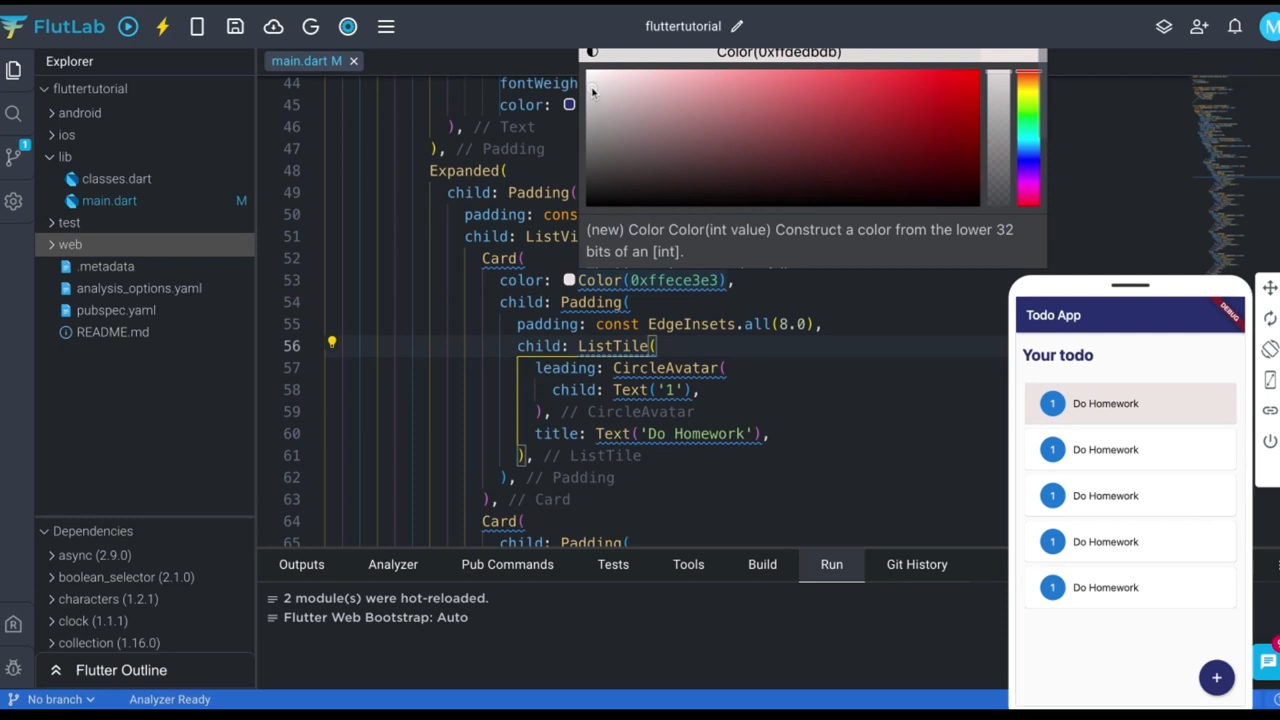 FlutLab
fluttertutorial
M
Explorer
main.dart M
Color(0xffdedbdb)
fluttertutorial
android
ios
lib
classes.dart
main.dart M
test
web
.metadata
analysis_options.yaml
pubspec.yaml
README.md
1
44 fontWeigh
45 color:
46 ), // Text
47 ), // Padding
48 Expanded(
49 child: Padding(
50 padding: cons
51 child: ListVi
52 Card(
53 color: Color(0xffece3e3),
54 child: Padding(
55 padding: const EdgeInsets.all(8.0),
56 child: ListTile(
57 leading: CircleAvatar(
58 child: Text('1'),
59 ), // CircleAvatar
60 title: Text('Do Homework'),
61 ), // ListTile
62 ), // Padding
63 ), // Card
64 Card(
65 child: Padding(
(new) Color Color(int value) Construct a color from the lower 32
bits of an [int].
Todo App
DEBUG
Your todo
1 Do Homework
1 Do Homework
1 Do Homework
1 Do Homework
1 Do Homework
+
Dependencies
async (2.9.0)
boolean_selector (2.1.0)
characters (1.2.1)
clock (1.1.1)
collection (1.16.0)
Flutter Outline
Outputs Analyzer Pub Commands Tests Tools Build Run Git History
2 module(s) were hot-reloaded.
Flutter Web Bootstrap: Auto
No branch Analyzer Ready